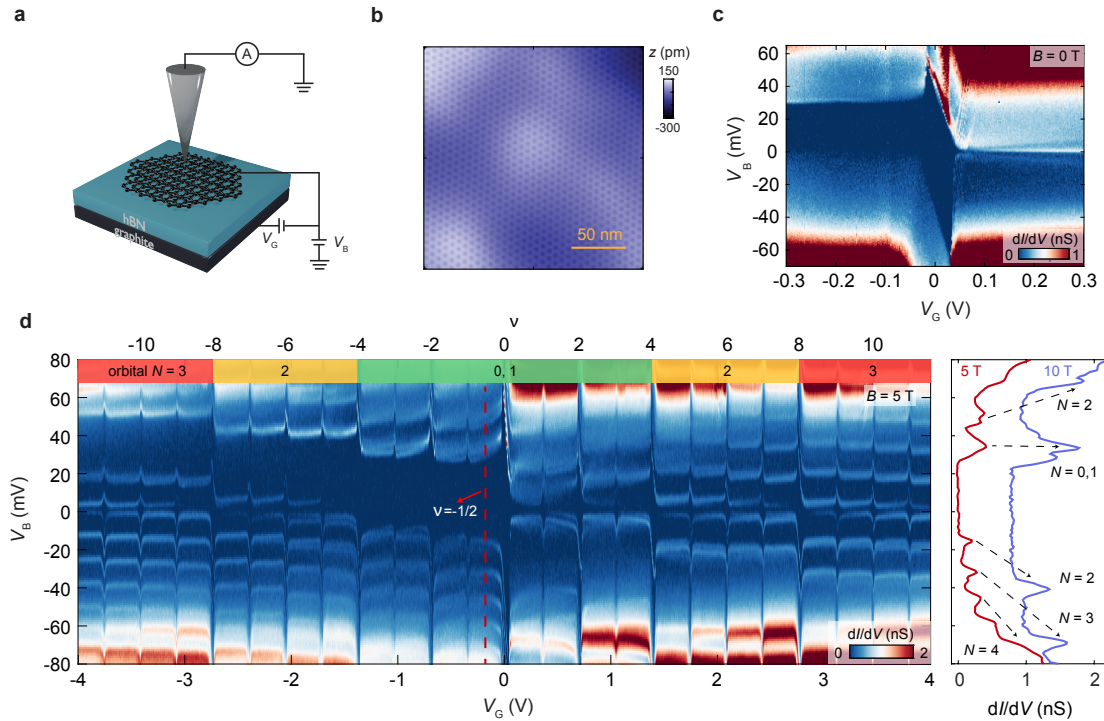 a
A
hBN
graphite
V_G
V_B
b
z (pm)
150
-300
50 nm
c
B = 0 T
60
40
20
0
-20
-40
-60
V_B (mV)
dI/dV (nS)
0 1
-0.3 -0.2 -0.1 0 0.1 0.2 0.3
V_G (V)
d
ν
-10 -8 -6 -4 -2 0 2 4 6 8 10
orbital N = 3 2 0, 1 2 3
B = 5 T
80
60
40
20
0
-20
-40
-60
-80
V_B (mV)
ν=-1/2
dI/dV (nS)
0 2
-4 -3 -2 -1 0 1 2 3 4
V_G (V)
5 T 10 T
N = 2
N = 0,1
N = 2
N = 3
N = 4
0 1 2
dI/dV (nS)